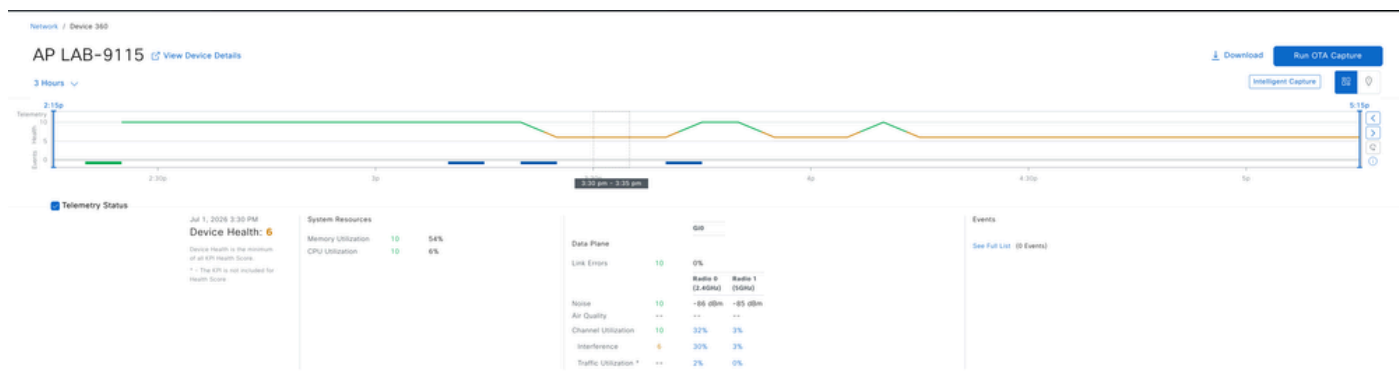 Network / Device 360
AP LAB-9115 View Device Details
Download Run OTA Capture
3 Hours
Intelligent Capture
2:15p 5:15p
Telemetry
10
Health
5
0
Events
2:30p 3p 4p 4:30p 5p
3:30 pm - 3:35 pm
Telemetry Status
Jul 1, 2026 3:30 PM
Device Health: 6
Device Health is the minimum
of all KPI Health Score.
* - The KPI is not included for
Health Score
System Resources
Memory Utilization 10 54%
CPU Utilization 10 6%
GI0
Data Plane
Link Errors 10 0%
Radio 0 Radio 1
(2.4GHz) (5GHz)
Noise 10 -86 dBm -85 dBm
Air Quality -- -- --
Channel Utilization 10 32% 3%
Interference 6 30% 3%
Traffic Utilization * -- 2% 0%
Events
See Full List (0 Events)